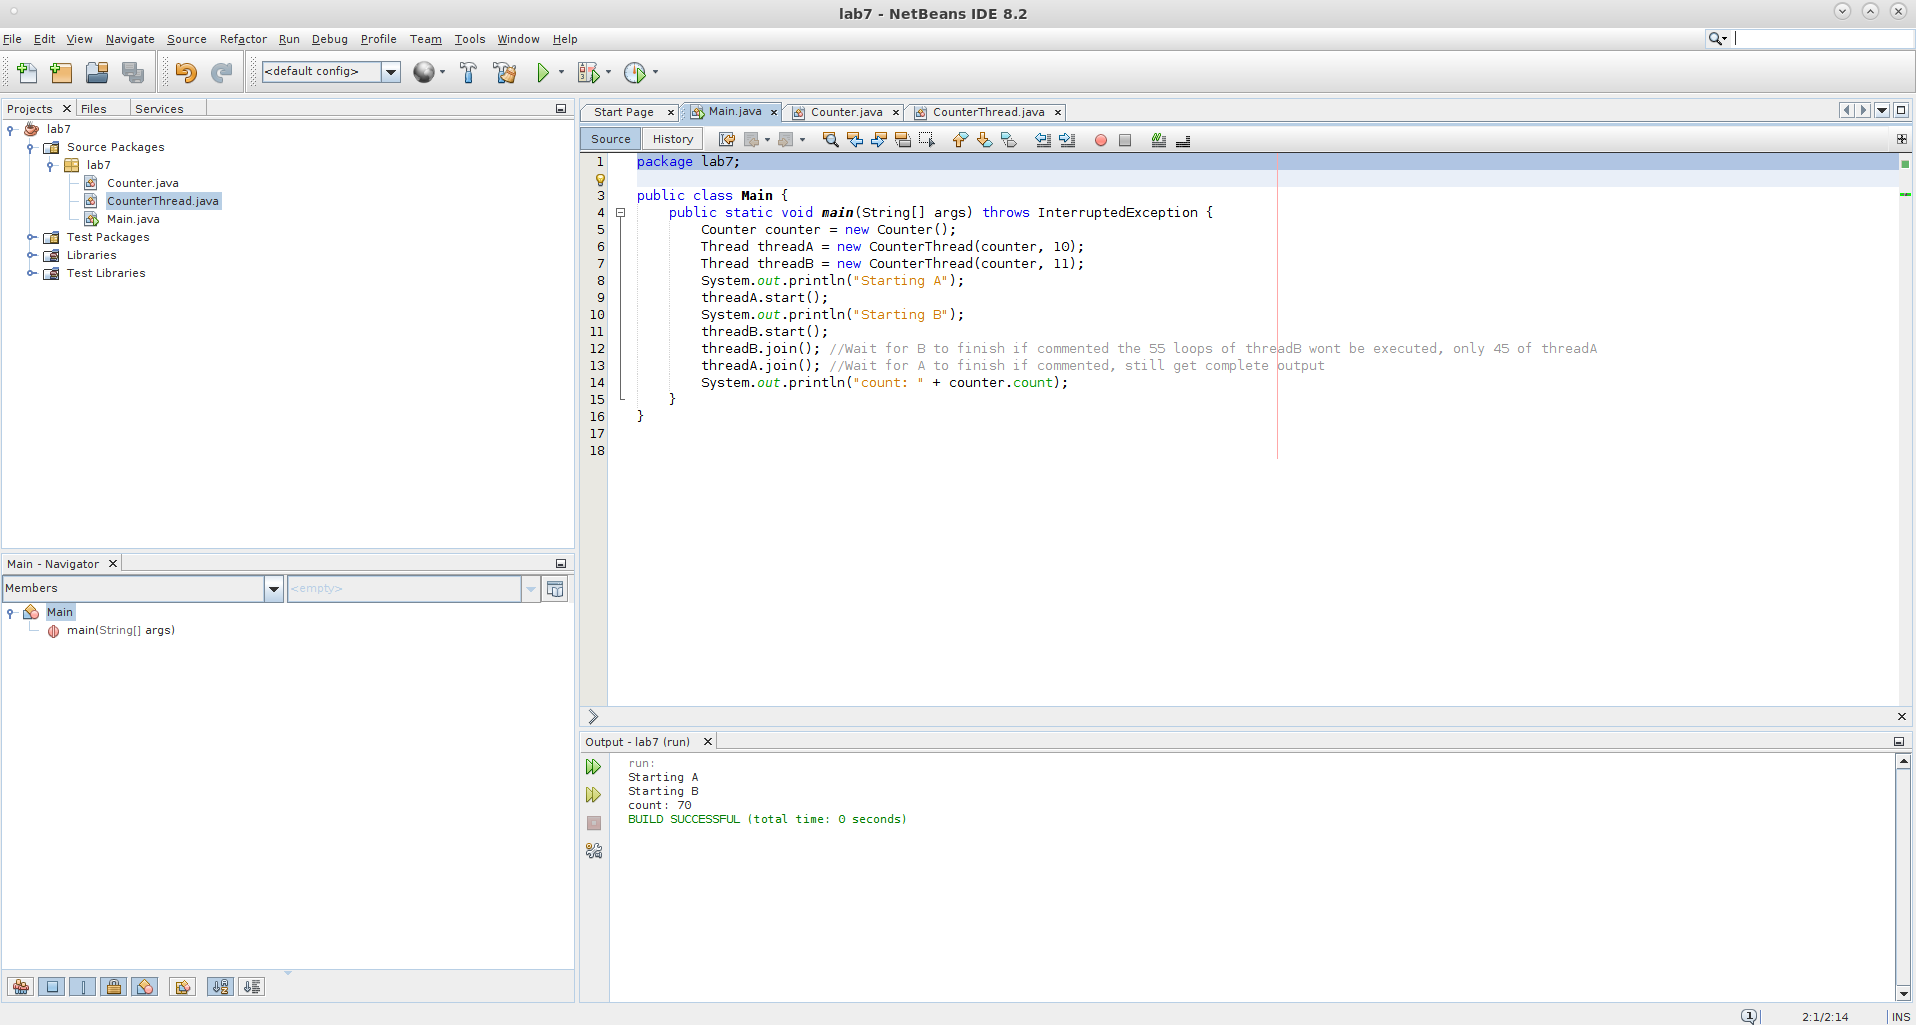 lab7 - NetBeans IDE 8.2
File Edit View Navigate Source Refactor Run Debug Profile Team Tools Window Help
<default config>
Projects Files Services
lab7
Source Packages
lab7
Counter.java
CounterThread.java
Main.java
Test Packages
Libraries
Test Libraries
Main - Navigator
Members <empty>
Main
main(String[] args)
Start Page Main.java Counter.java CounterThread.java
Source History
1 package lab7;
3 public class Main {
4 public static void main(String[] args) throws InterruptedException {
5 Counter counter = new Counter();
6 Thread threadA = new CounterThread(counter, 10);
7 Thread threadB = new CounterThread(counter, 11);
8 System.out.println("Starting A");
9 threadA.start();
10 System.out.println("Starting B");
11 threadB.start();
12 threadB.join(); //Wait for B to finish if commented the 55 loops of threadB wont be executed, only 45 of threadA
13 threadA.join(); //Wait for A to finish if commented, still get complete output
14 System.out.println("count: " + counter.count);
15 }
16 }
17
18
Output - lab7 (run)
run:
Starting A
Starting B
count: 70
BUILD SUCCESSFUL (total time: 0 seconds)
1 2:1/2:14 INS